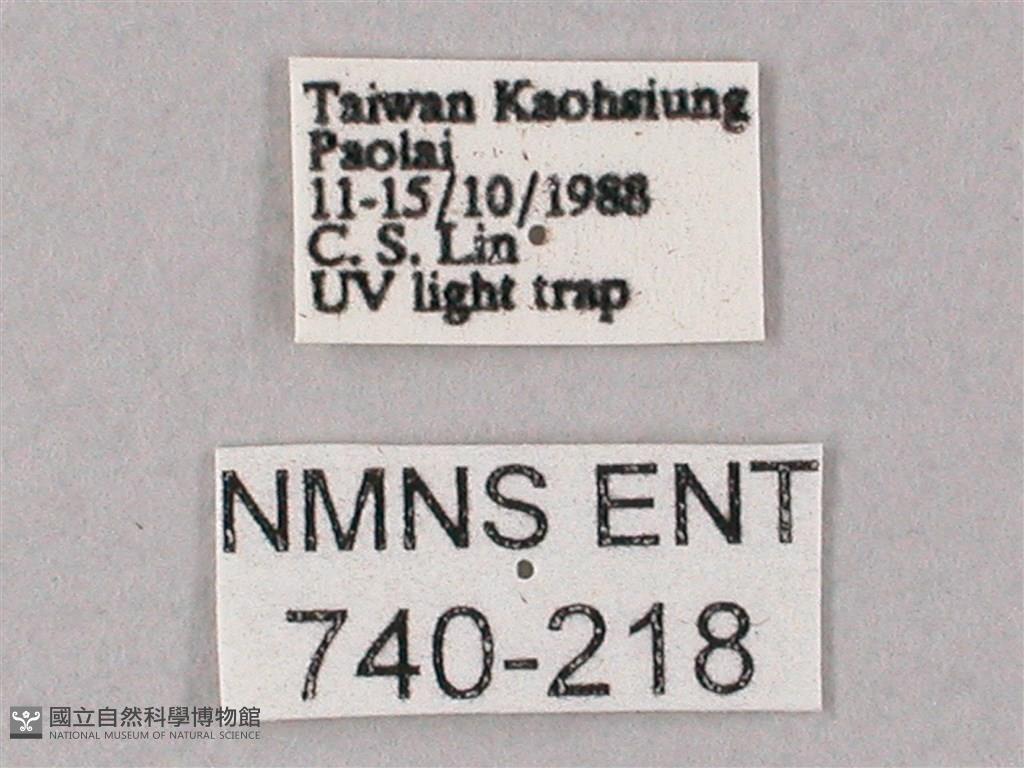 Taiwan Kaohsiung
Paolai
11-15/10/1988
C. S. Lin
UV light trap
NMNS ENT
740-218
國立自然科學博物館
NATIONAL MUSEUM OF NATURAL SCIENCE